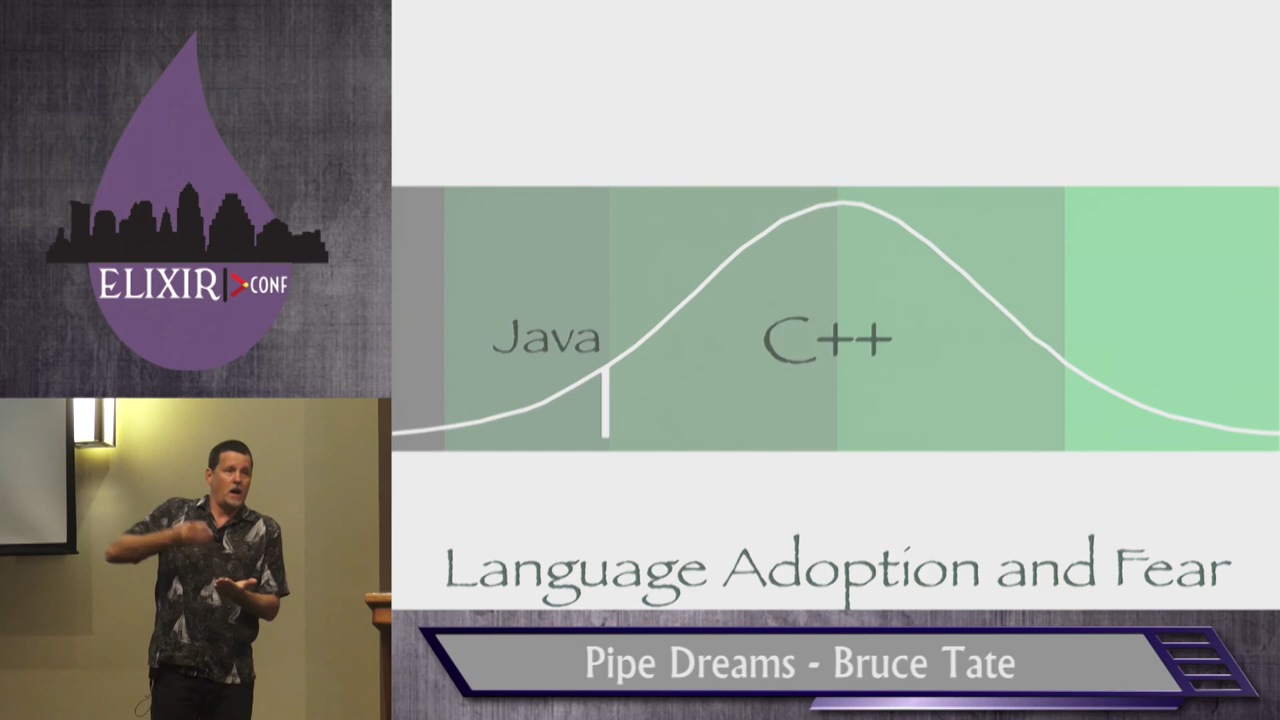 ELIXIR|>CONF
Java
C++
Language Adoption and Fear
Pipe Dreams - Bruce Tate